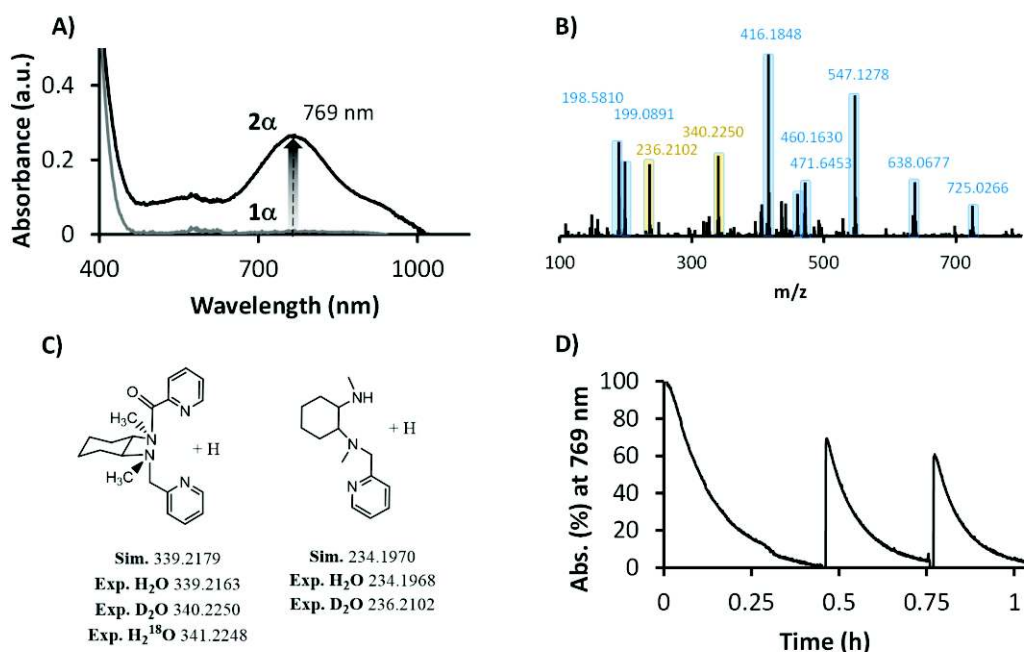 A)
Absorbance (a.u.)
0.4
0.2
0
2α
769 nm
1α
400
700
1000
Wavelength (nm)
B)
416.1848
547.1278
198.5810
199.0891
340.2250
236.2102
460.1630
471.6453
638.0677
725.0266
100
300
500
700
m/z
C)
O
N
H3C
N
N
H3C
N
+ H
NH
N
N
+ H
Sim. 339.2179
Exp. H2O 339.2163
Exp. D2O 340.2250
Exp. H2¹⁸O 341.2248
Sim. 234.1970
Exp. H2O 234.1968
Exp. D2O 236.2102
D)
Abs. (%) at 769 nm
100
80
60
40
20
0
0
0.25
0.5
0.75
1
Time (h)